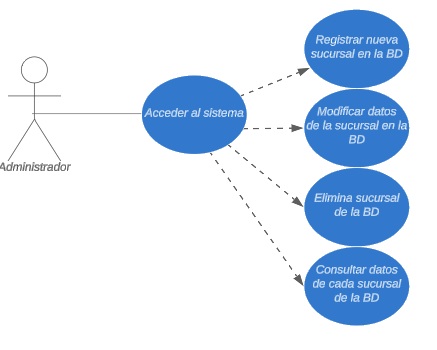 Registrar nueva
sucursal en la BD
Acceder al sistema
Modificar datos
de la sucursal en la
BD
Administrador
Elimina sucursal
de la BD
Consultar datos
de cada sucursal
de la BD